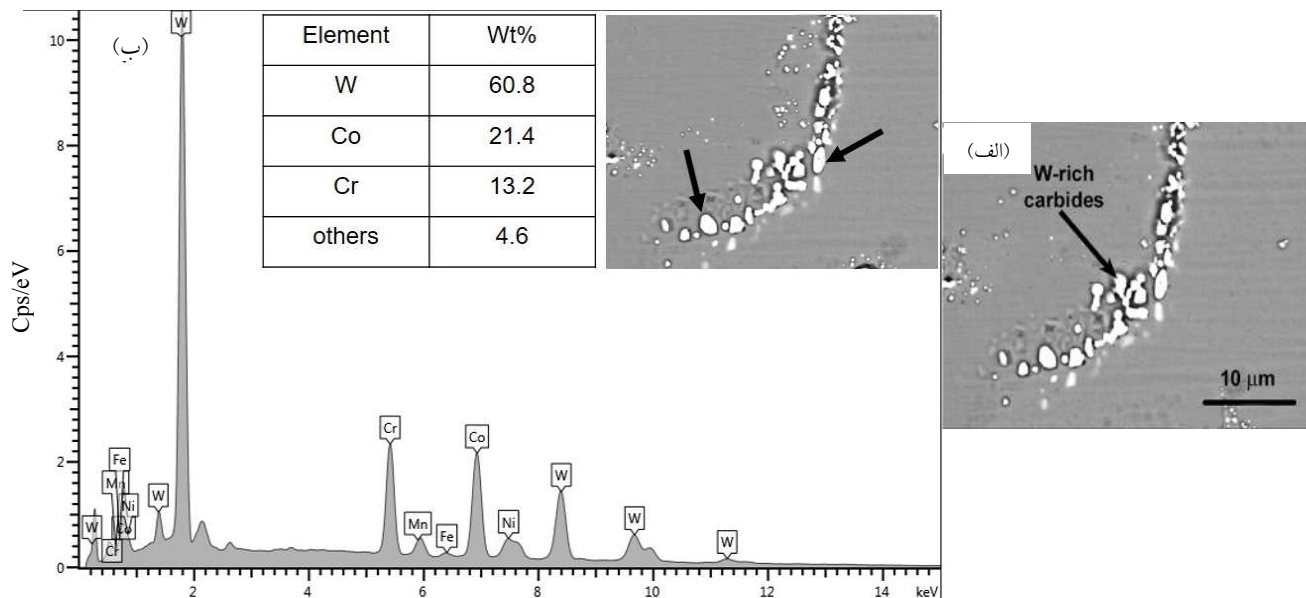 (ب)
Element Wt%
W 60.8
Co 21.4
Cr 13.2
others 4.6
(الف)
W-rich
carbides
10 μm
Cps/eV
10
8
6
4
2
0
W
W
Cr
Mn
Fe
Co
Ni
W
W
Cr
Mn
Fe
Co
Ni
W
W
W
2 4 6 8 10 12 14 keV